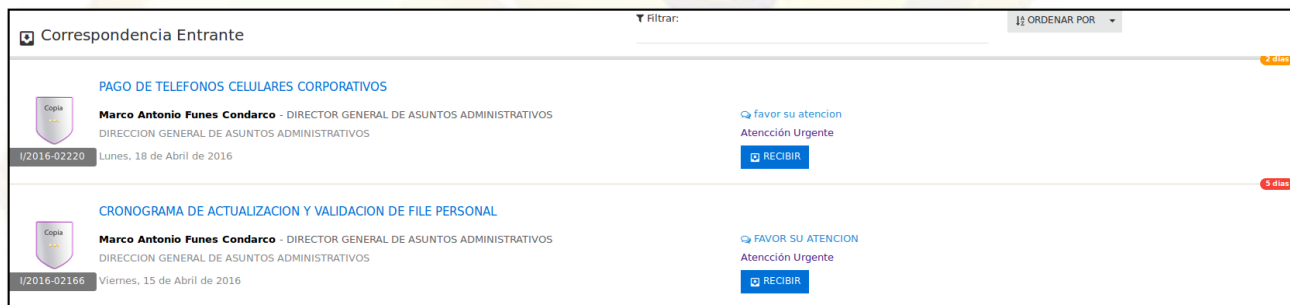 Correspondencia Entrante
Filtrar:
ORDENAR POR
2 días
PAGO DE TELEFONOS CELULARES CORPORATIVOS
Copia
Marco Antonio Funes Condarco - DIRECTOR GENERAL DE ASUNTOS ADMINISTRATIVOS
favor su atencion
DIRECCION GENERAL DE ASUNTOS ADMINISTRATIVOS
Atencción Urgente
I/2016-02220
Lunes, 18 de Abril de 2016
RECIBIR
5 días
CRONOGRAMA DE ACTUALIZACION Y VALIDACION DE FILE PERSONAL
Copia
Marco Antonio Funes Condarco - DIRECTOR GENERAL DE ASUNTOS ADMINISTRATIVOS
FAVOR SU ATENCION
DIRECCION GENERAL DE ASUNTOS ADMINISTRATIVOS
Atencción Urgente
I/2016-02166
Viernes, 15 de Abril de 2016
RECIBIR